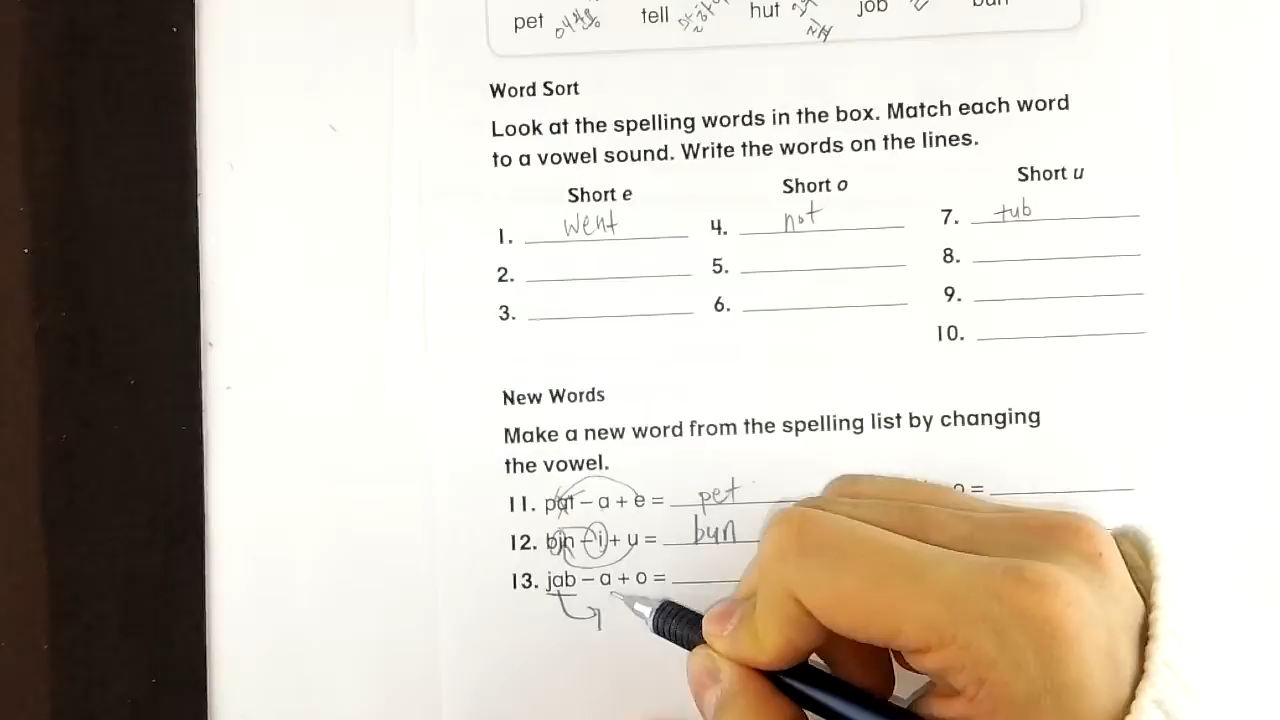 pet tell hut job bun
Word Sort
Look at the spelling words in the box. Match each word
to a vowel sound. Write the words on the lines.
Short e Short o Short u
1. went 4. not 7. tub
2. 5. 8.
3. 6. 9.
10.
New Words
Make a new word from the spelling list by changing
the vowel.
11. pat – a + e = pet
12. bin – i + u = bun
13. jab – a + o =